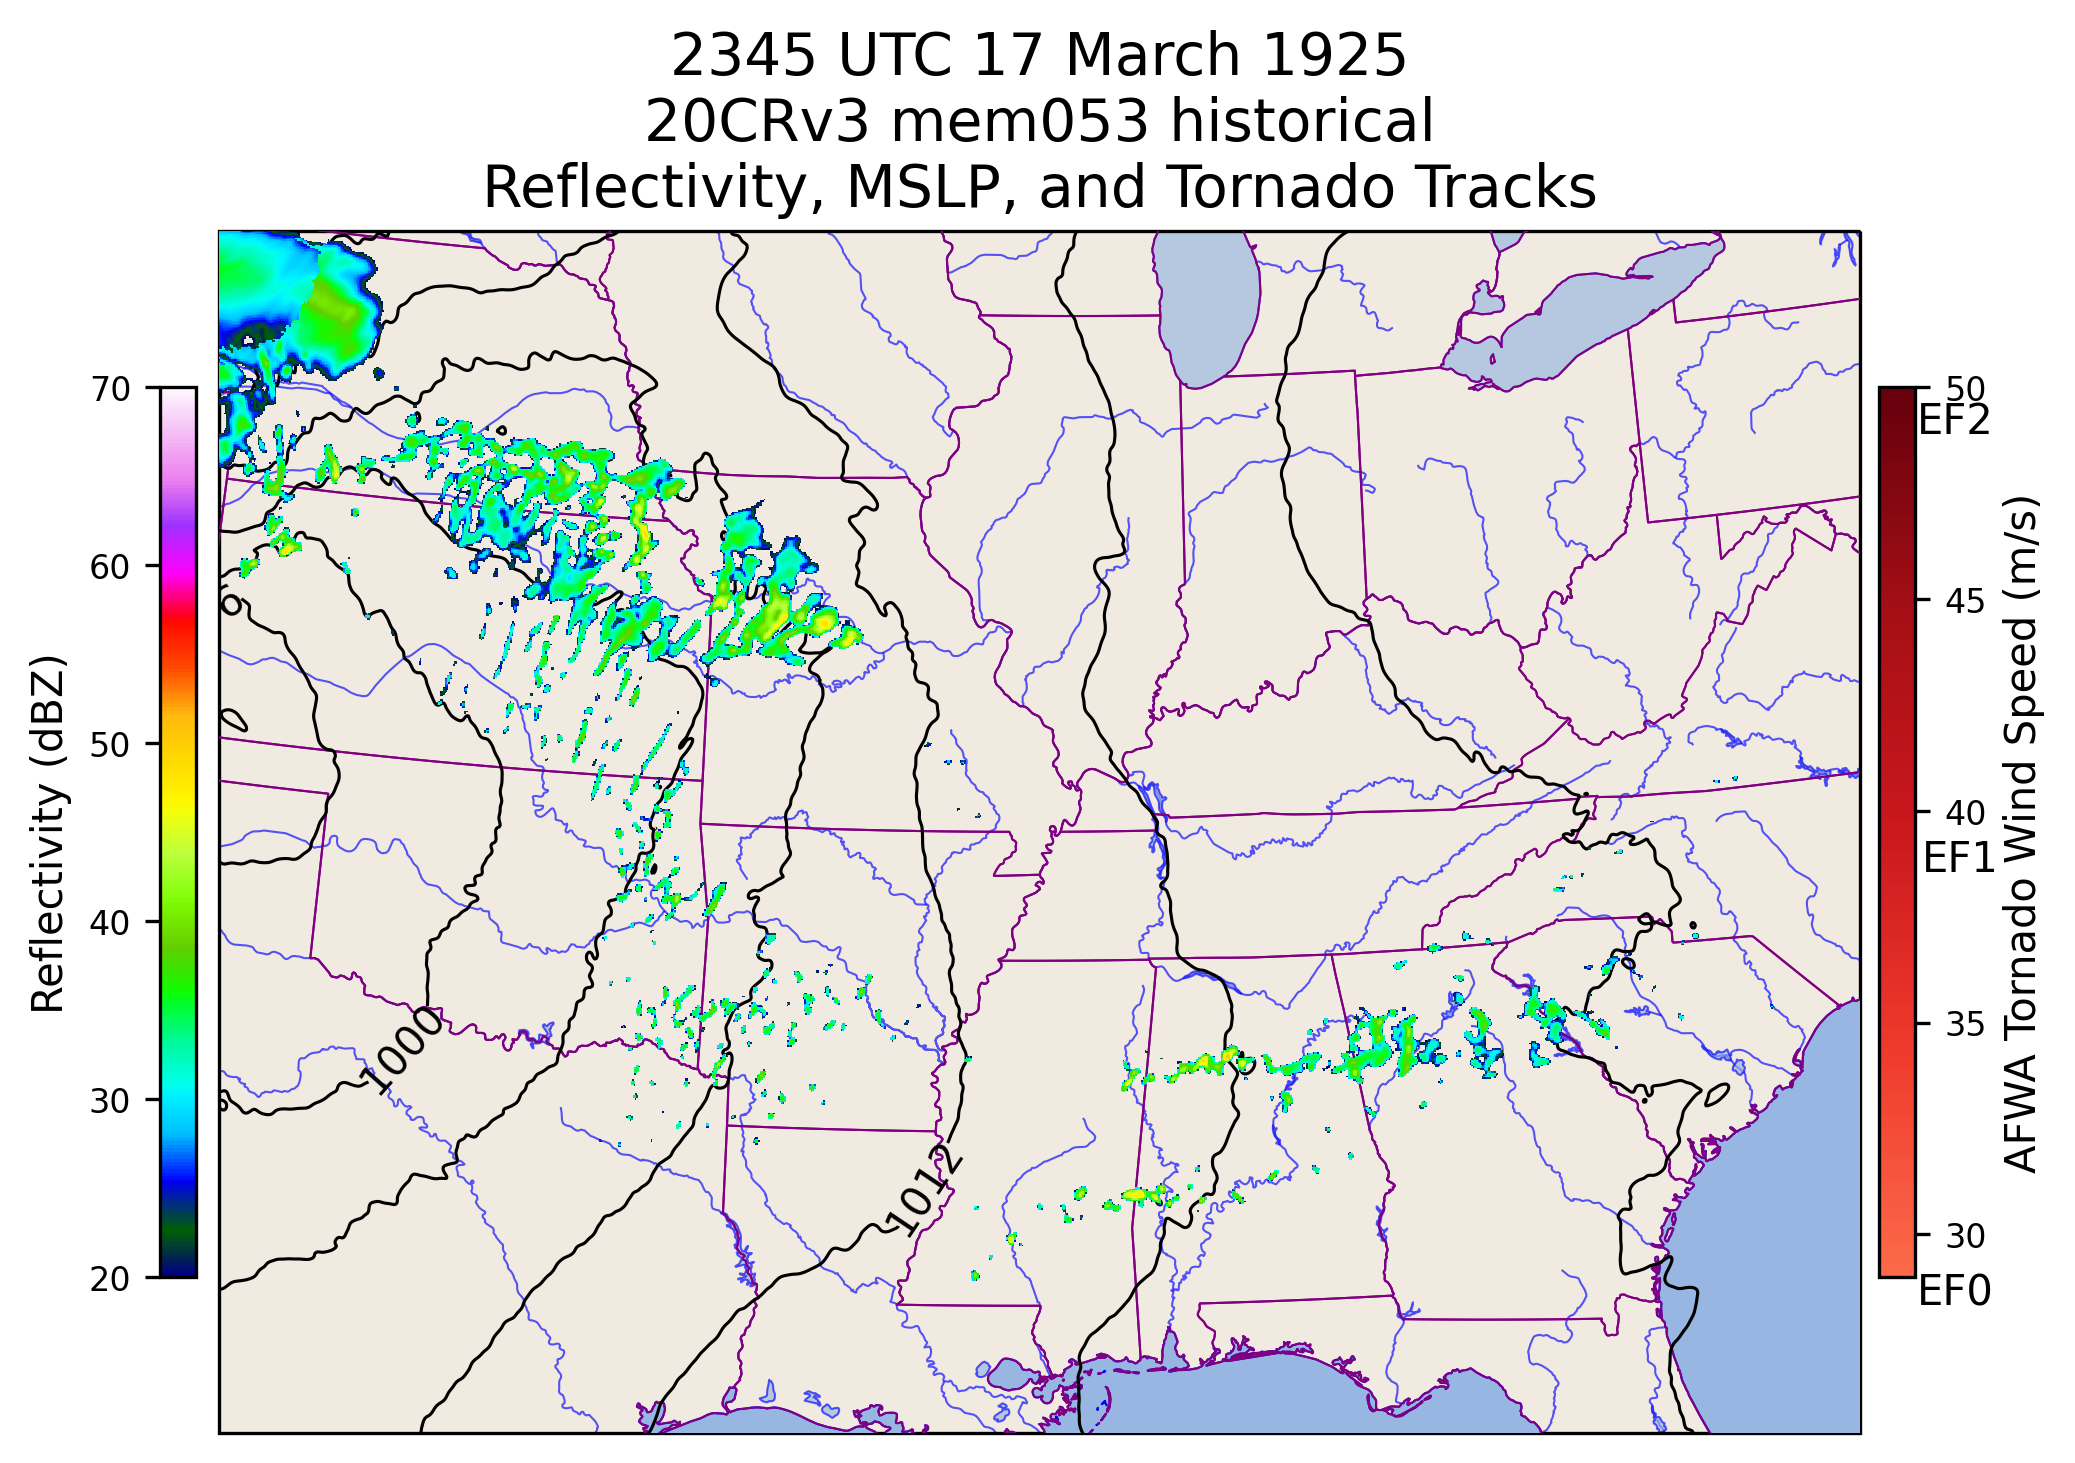 2345 UTC 17 March 1925
20CRv3 mem053 historical
Reflectivity, MSLP, and Tornado Tracks
70
60
50
40
30
20
Reflectivity (dBZ)
1000
1012
50
EF2
45
40
EF1
35
30
EF0
AFWA Tornado Wind Speed (m/s)